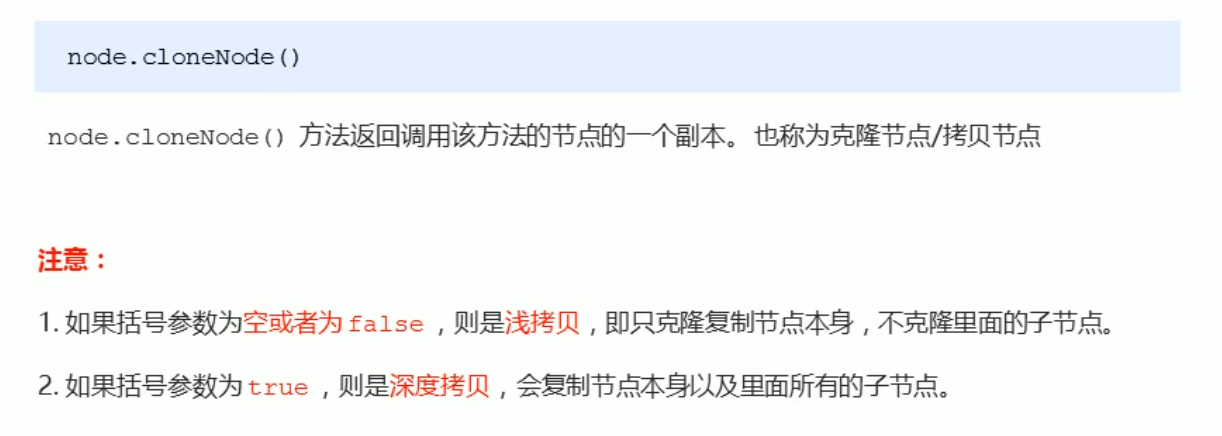 node.cloneNode()
node.cloneNode() 方法返回调用该方法的节点的一个副本。 也称为克隆节点/拷贝节点
注意：
1. 如果括号参数为空或者为 false ，则是浅拷贝，即只克隆复制节点本身，不克隆里面的子节点。
2. 如果括号参数为 true ，则是深度拷贝，会复制节点本身以及里面所有的子节点。